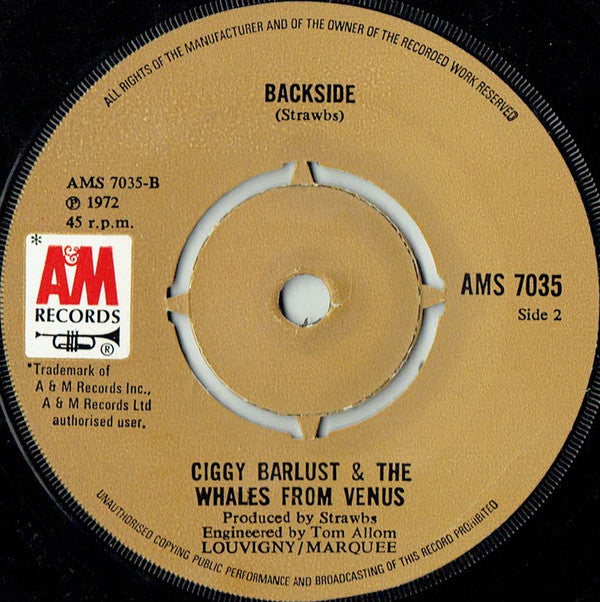 ALL RIGHTS OF THE MANUFACTURER AND OF THE OWNER OF THE RECORDED WORK RESERVED
BACKSIDE
(Strawbs)
AMS 7035-B
℗ 1972
45 r.p.m.
*
A&M
RECORDS
®
*Trademark of
A & M Records Inc.,
A & M Records Ltd
authorised user.
AMS 7035
Side 2
CIGGY BARLUST & THE
WHALES FROM VENUS
Produced by Strawbs
Engineered by Tom Allom
LOUVIGNY/MARQUEE
UNAUTHORISED COPYING PUBLIC PERFORMANCE AND BROADCASTING OF THIS RECORD PROHIBITED